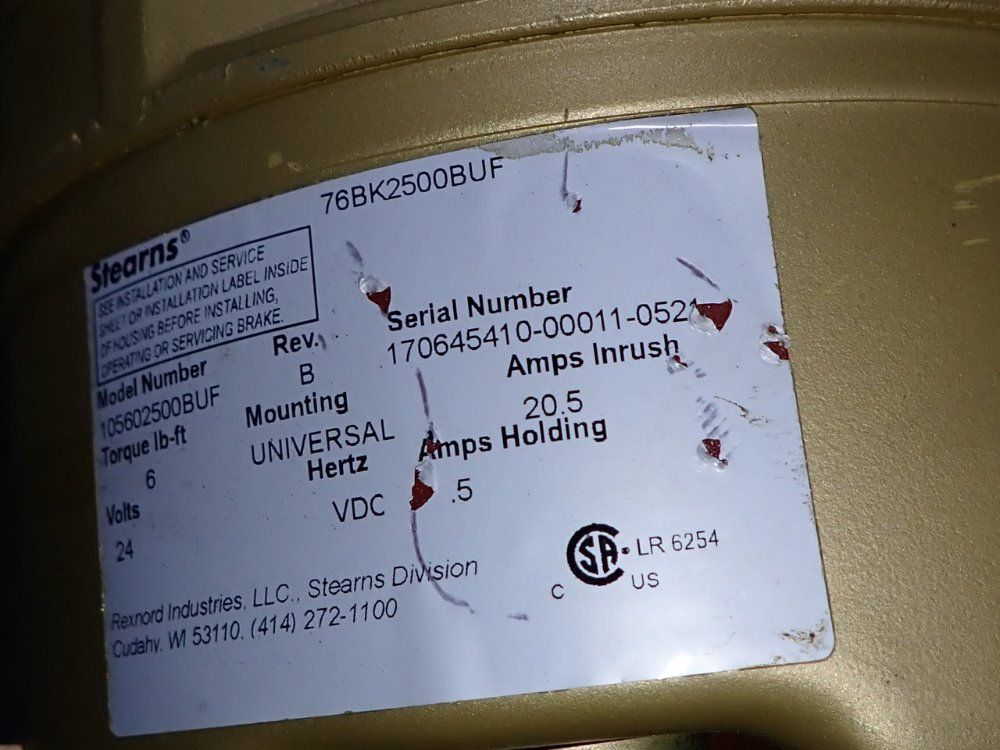 76BK2500BUF
Stearns®
SEE INSTALLATION AND SERVICE
SHEET OR INSTALLATION LABEL INSIDE
OF HOUSING BEFORE INSTALLING,
OPERATING OR SERVICING BRAKE.
Model Number
105602500BUF
Rev.
B
Serial Number
170645410-00011-052
Torque lb-ft
6
Mounting
UNIVERSAL
Amps Inrush
20.5
Volts
24
Hertz
VDC
Amps Holding
.5
Rexnord Industries, LLC., Stearns Division
Cudahy, WI 53110, (414) 272-1100
SA
LR 6254
C
US